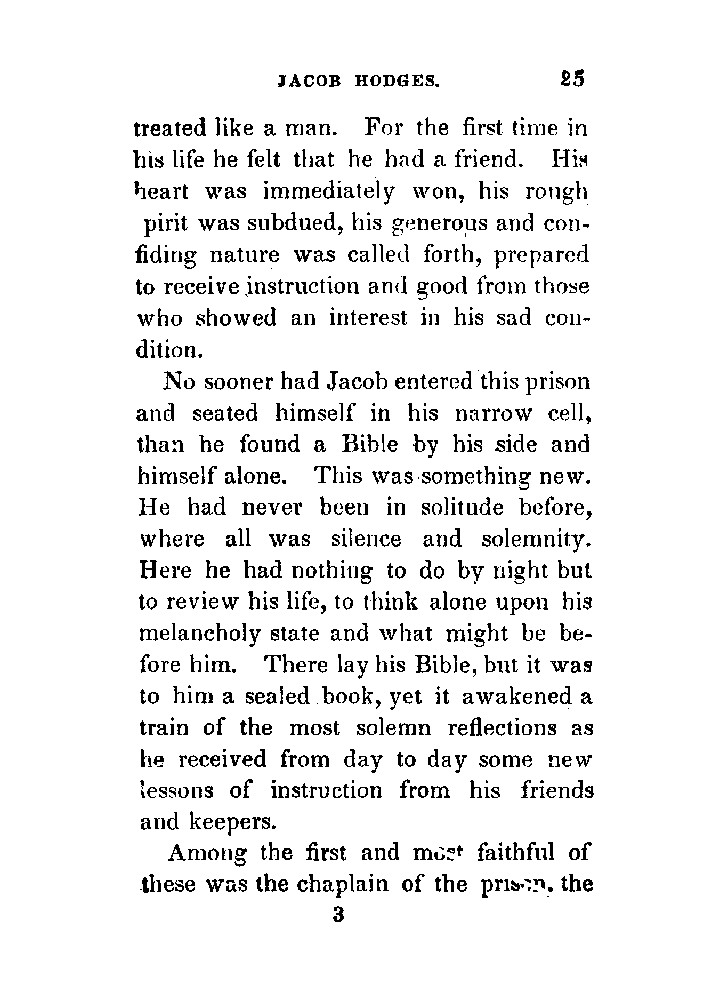 JACOB HODGES. 25
treated like a man. For the first time in
his life he felt that he had a friend. His
heart was immediately won, his rough
pirit was subdued, his generous and con-
fiding nature was called forth, prepared
to receive instruction and good from those
who showed an interest in his sad con-
dition.
No sooner had Jacob entered this prison
and seated himself in his narrow cell,
than he found a Bible by his side and
himself alone. This was something new.
He had never been in solitude before,
where all was silence and solemnity.
Here he had nothing to do by night but
to review his life, to think alone upon his
melancholy state and what might be be-
fore him. There lay his Bible, but it was
to him a sealed book, yet it awakened a
train of the most solemn reflections as
he received from day to day some new
lessons of instruction from his friends
and keepers.
Among the first and most faithful of
these was the chaplain of the prison, the
3